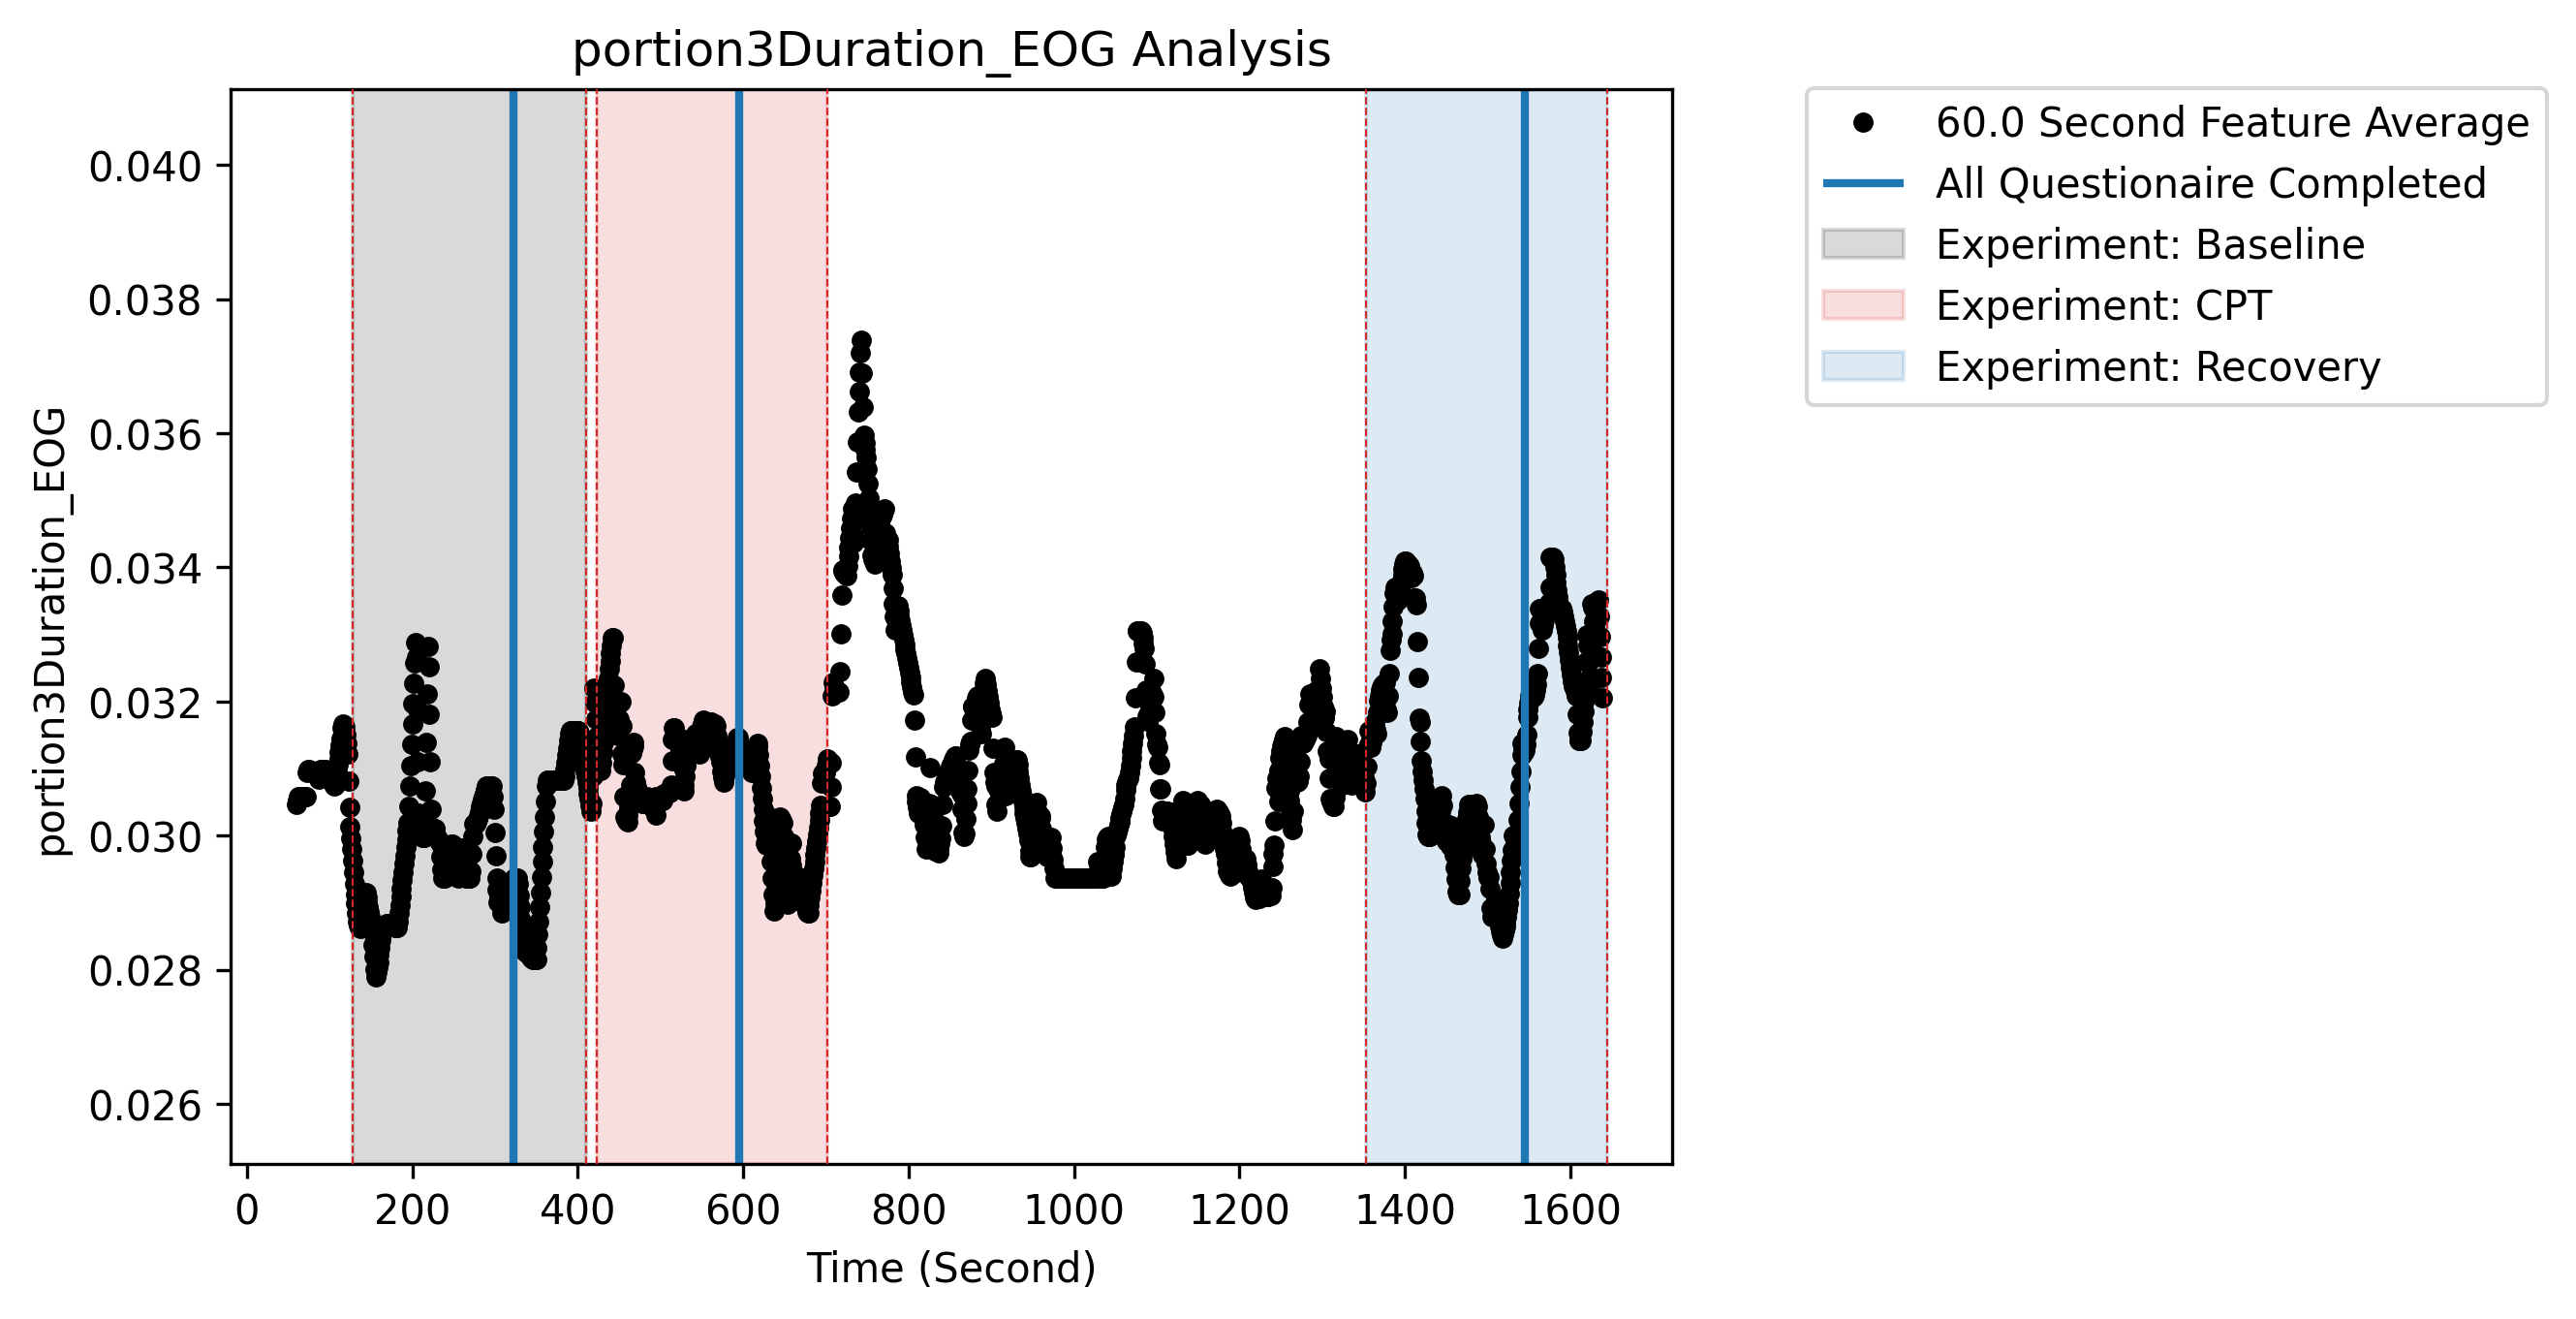 portion3Duration_EOG Analysis
60.0 Second Feature Average
All Questionaire Completed
Experiment: Baseline
Experiment: CPT
Experiment: Recovery
portion3Duration_EOG
0.040
0.038
0.036
0.034
0.032
0.030
0.028
0.026
0 200 400 600 800 1000 1200 1400 1600
Time (Second)